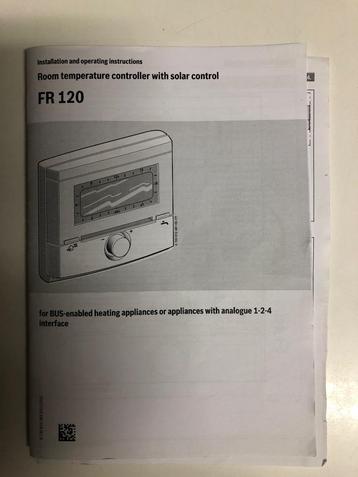 Installation and operating instructions
Room temperature controller with solar control
FR 120
for BUS-enabled heating appliances or appliances with analogue 1-2-4
interface